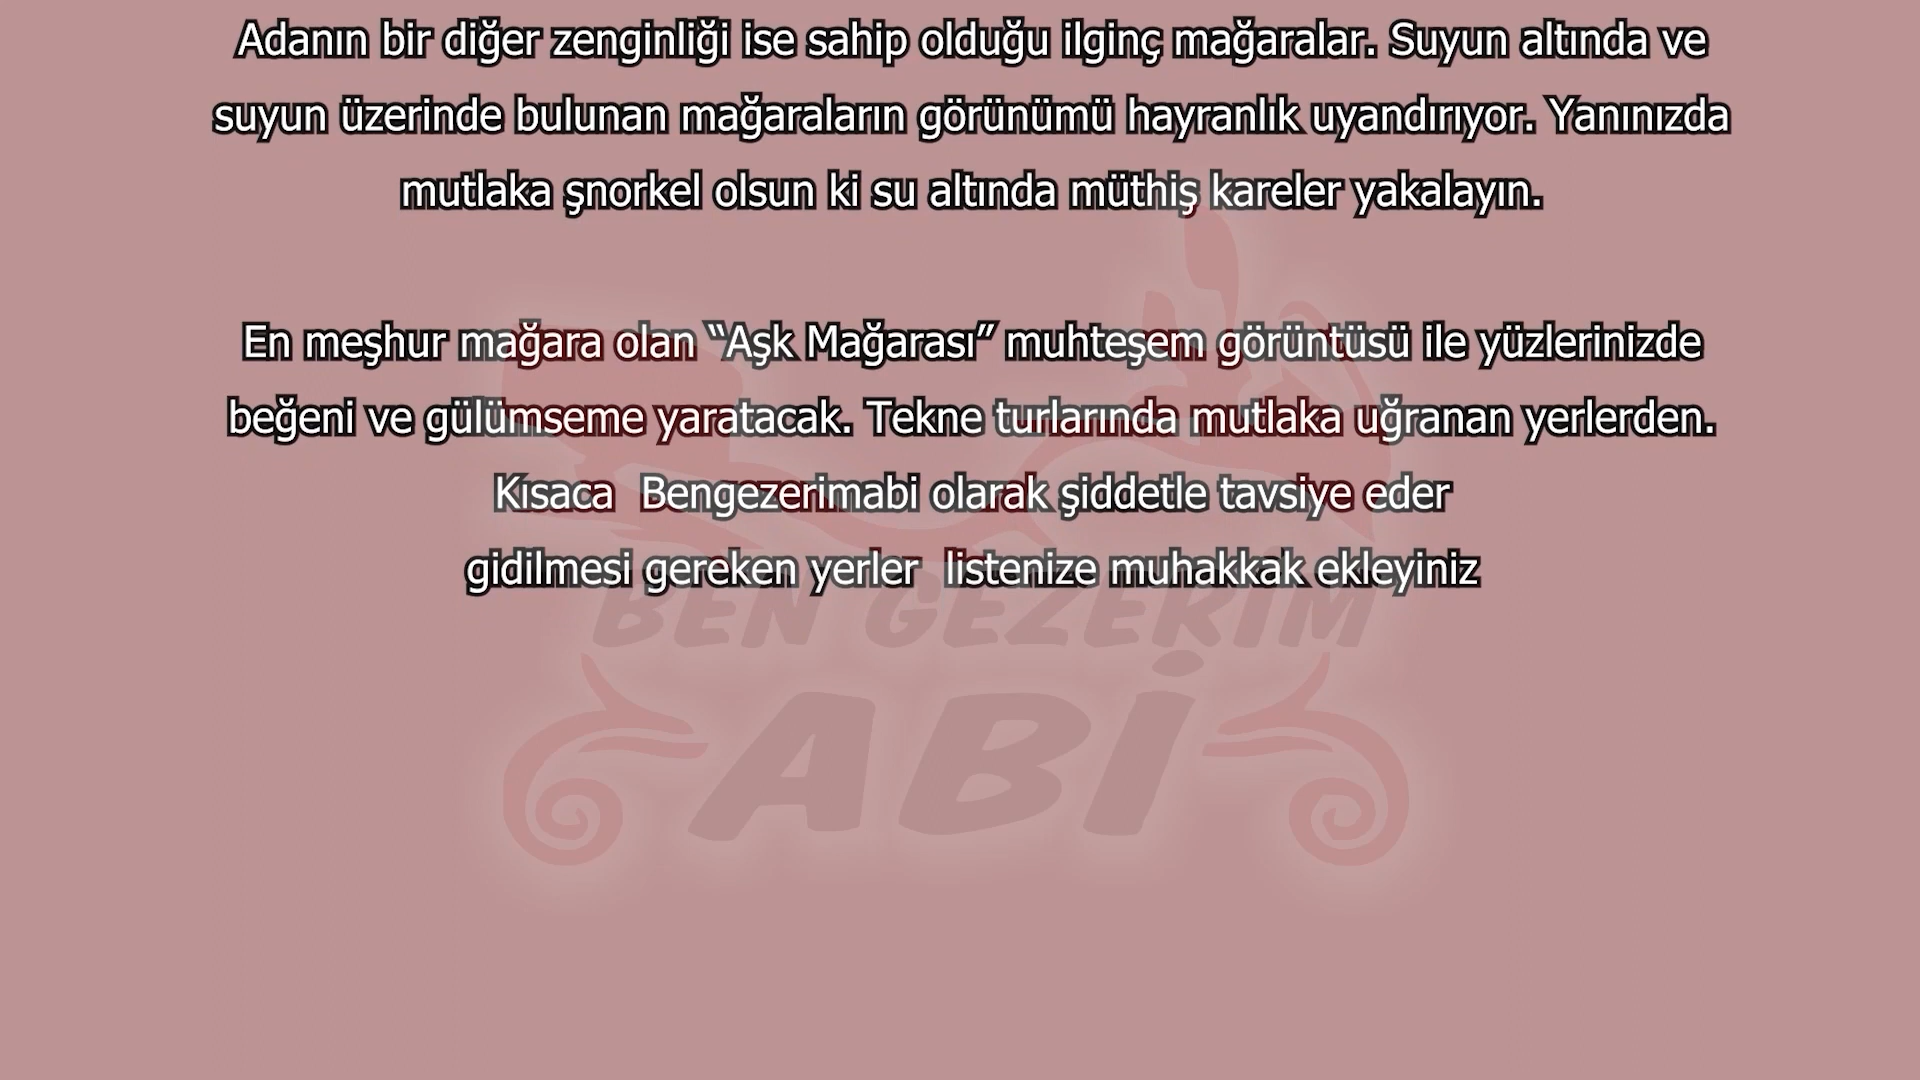 Adanın bir diğer zenginliği ise sahip olduğu ilginç mağaralar. Suyun altında ve
suyun üzerinde bulunan mağaraların görünümü hayranlık uyandırıyor. Yanınızda
mutlaka şnorkel olsun ki su altında müthiş kareler yakalayın.
En meşhur mağara olan “Aşk Mağarası” muhteşem görüntüsü ile yüzlerinizde
beğeni ve gülümseme yaratacak. Tekne turlarında mutlaka uğranan yerlerden.
Kısaca  Bengezerimabi olarak şiddetle tavsiye eder
gidilmesi gereken yerler  listenize muhakkak ekleyiniz
BEN GEZERİM
ABİ